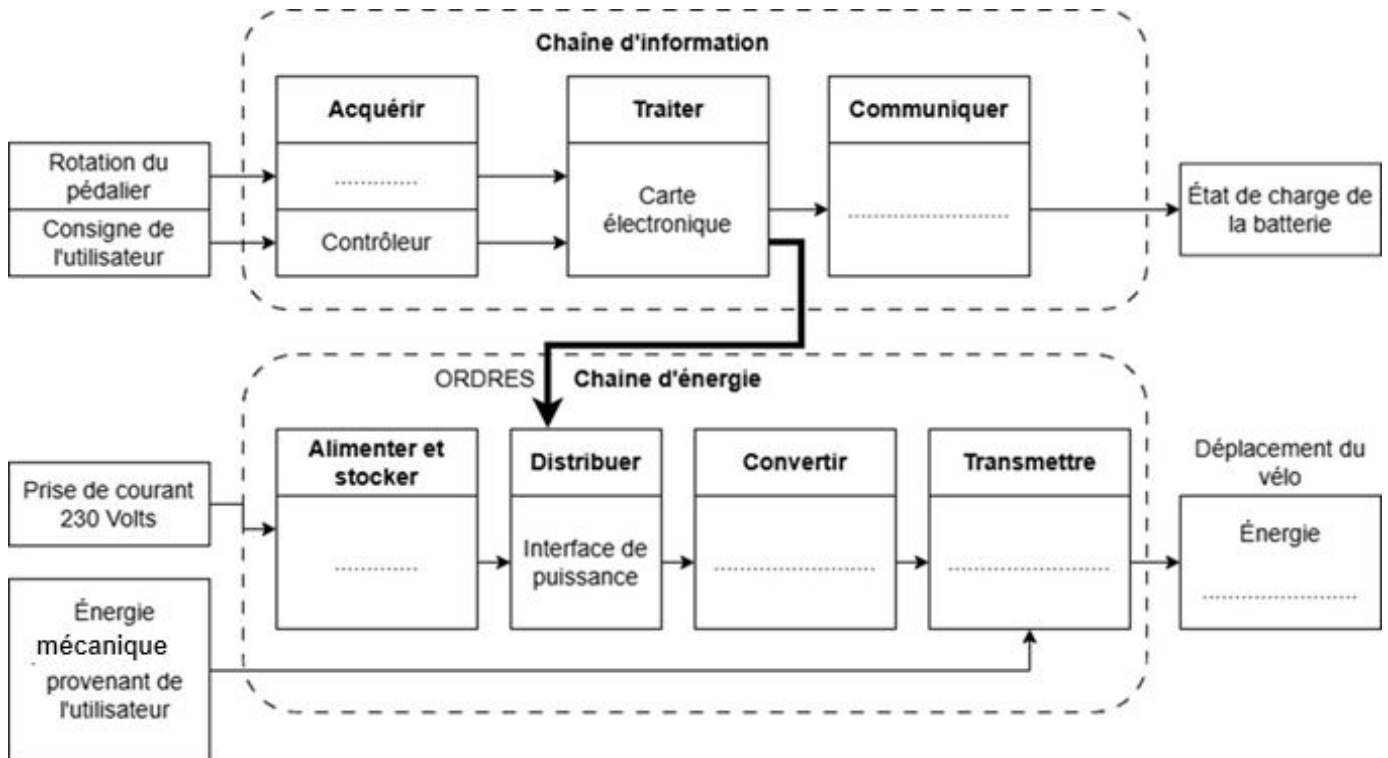 Chaîne d'information
Acquérir
Traiter
Communiquer
Rotation du
pédalier
............
Carte
électronique
.......................
État de charge de
la batterie
Consigne de
l'utilisateur
Contrôleur
ORDRES
Chaine d'énergie
Alimenter et
stocker
Distribuer
Convertir
Transmettre
Déplacement du
vélo
Prise de courant
230 Volts
............
Interface de
puissance
.......................
.......................
Énergie
.......................
Énergie
mécanique
provenant de
l'utilisateur